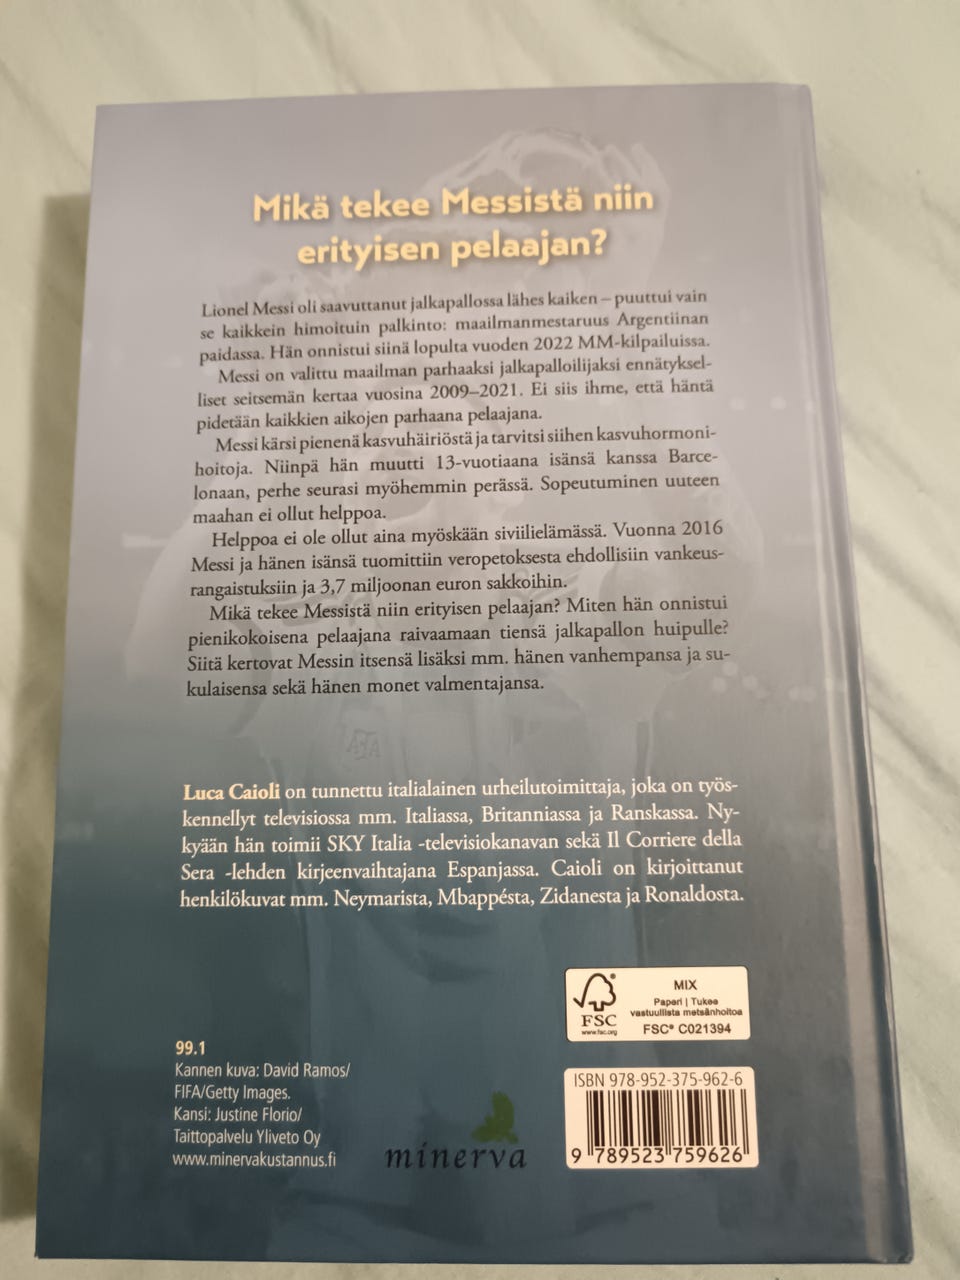 Mikä tekee Messistä niin
erityisen pelaajan?
Lionel Messi oli saavuttanut jalkapallossa lähes kaiken – puuttui vain
se kaikkein himoituin palkinto: maailmanmestaruus Argentiinan
paidassa. Hän onnistui siinä lopulta vuoden 2022 MM-kilpailuissa.
Messi on valittu maailman parhaaksi jalkapalloilijaksi ennätyksel-
liset seitsemän kertaa vuosina 2009–2021. Ei siis ihme, että häntä
pidetään kaikkien aikojen parhaana pelaajana.
Messi kärsi pienenä kasvuhäiriöstä ja tarvitsi siihen kasvuhormoni-
hoitoja. Niinpä hän muutti 13-vuotiaana isänsä kanssa Barce-
lonaan, perhe seurasi myöhemmin perässä. Sopeutuminen uuteen
maahan ei ollut helppoa.
Helppoa ei ole ollut aina myöskään siviilielämässä. Vuonna 2016
Messi ja hänen isänsä tuomittiin veropetoksesta ehdollisiin vankeus-
rangaistuksiin ja 3,7 miljoonan euron sakkoihin.
Mikä tekee Messistä niin erityisen pelaajan? Miten hän onnistui
pienikokoisena pelaajana raivaamaan tiensä jalkapallon huipulle?
Siitä kertovat Messin itsensä lisäksi mm. hänen vanhempansa ja su-
kulaisensa sekä hänen monet valmentajansa.
AFA
Luca Caioli on tunnettu italialainen urheilutoimittaja, joka on työs-
kennellyt televisiossa mm. Italiassa, Britanniassa ja Ranskassa. Ny-
kyään hän toimii SKY Italia -televisiokanavan sekä Il Corriere della
Sera -lehden kirjeenvaihtajana Espanjassa. Caioli on kirjoittanut
henkilökuvat mm. Neymarista, Mbappésta, Zidanesta ja Ronaldosta.
FSC
www.fsc.org
MIX
Paperi | Tukee
vastuullista metsänhoitoa
FSC® C021394
99.1
Kannen kuva: David Ramos/
FIFA/Getty Images.
Kansi: Justine Florio/
Taittopalvelu Yliveto Oy
www.minervakustannus.fi
minerva
ISBN 978-952-375-962-6
9 789523 759626